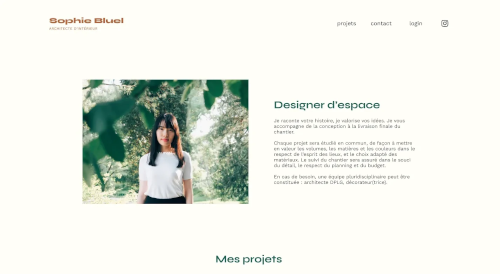 Sophie Bluel
ARCHITECTE D'INTÉRIEUR
projets
contact
login
Designer d'espace
Je raconte votre histoire, je valorise vos idées. Je vous
accompagne de la conception à la livraison finale du
chantier.
Chaque projet sera étudié en commun, de façon à mettre
en valeur les volumes, les matières et les couleurs dans le
respect de l'esprit des lieux, et le choix adapté des
matériaux. Le suivi du chantier sera assuré dans le souci
du détail, le respect du planning et du budget.
En cas de besoin, une équipe pluridisciplinaire peut être
constituée : architecte DPLG, décorateur(trice).
Mes projets